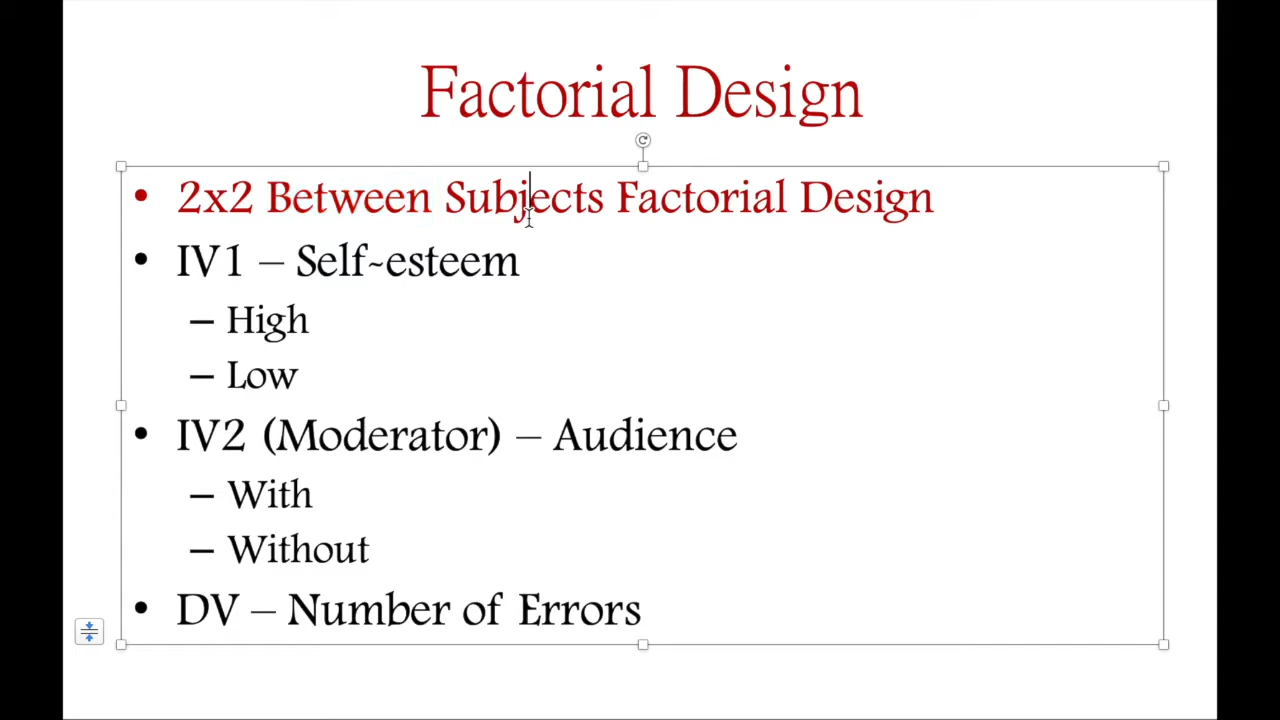 Factorial Design
• 2x2 Between Subjects Factorial Design
• IV1 – Self-esteem
– High
– Low
• IV2 (Moderator) – Audience
– With
– Without
• DV – Number of Errors